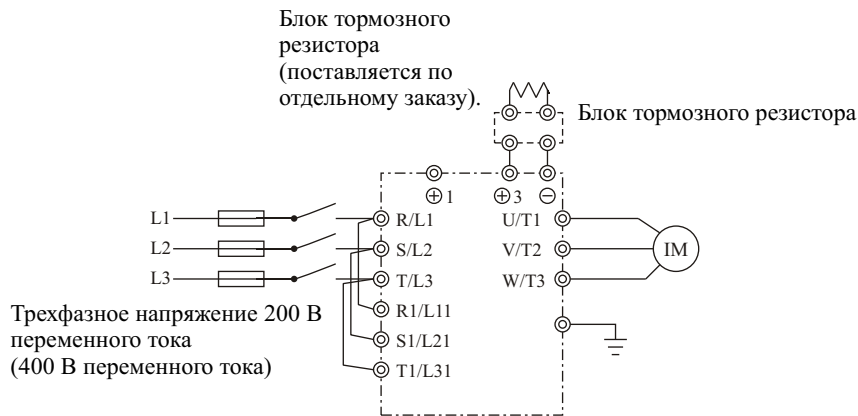 Блок тормозного
резистора
(поставляется по
отдельному заказу).
Блок тормозного резистора
⊕1
⊕3
⊖
L1
R/L1
U/T1
L2
S/L2
V/T2
IM
L3
T/L3
W/T3
R1/L11
S1/L21
T1/L31
Трехфазное напряжение 200 В
переменного тока
(400 В переменного тока)